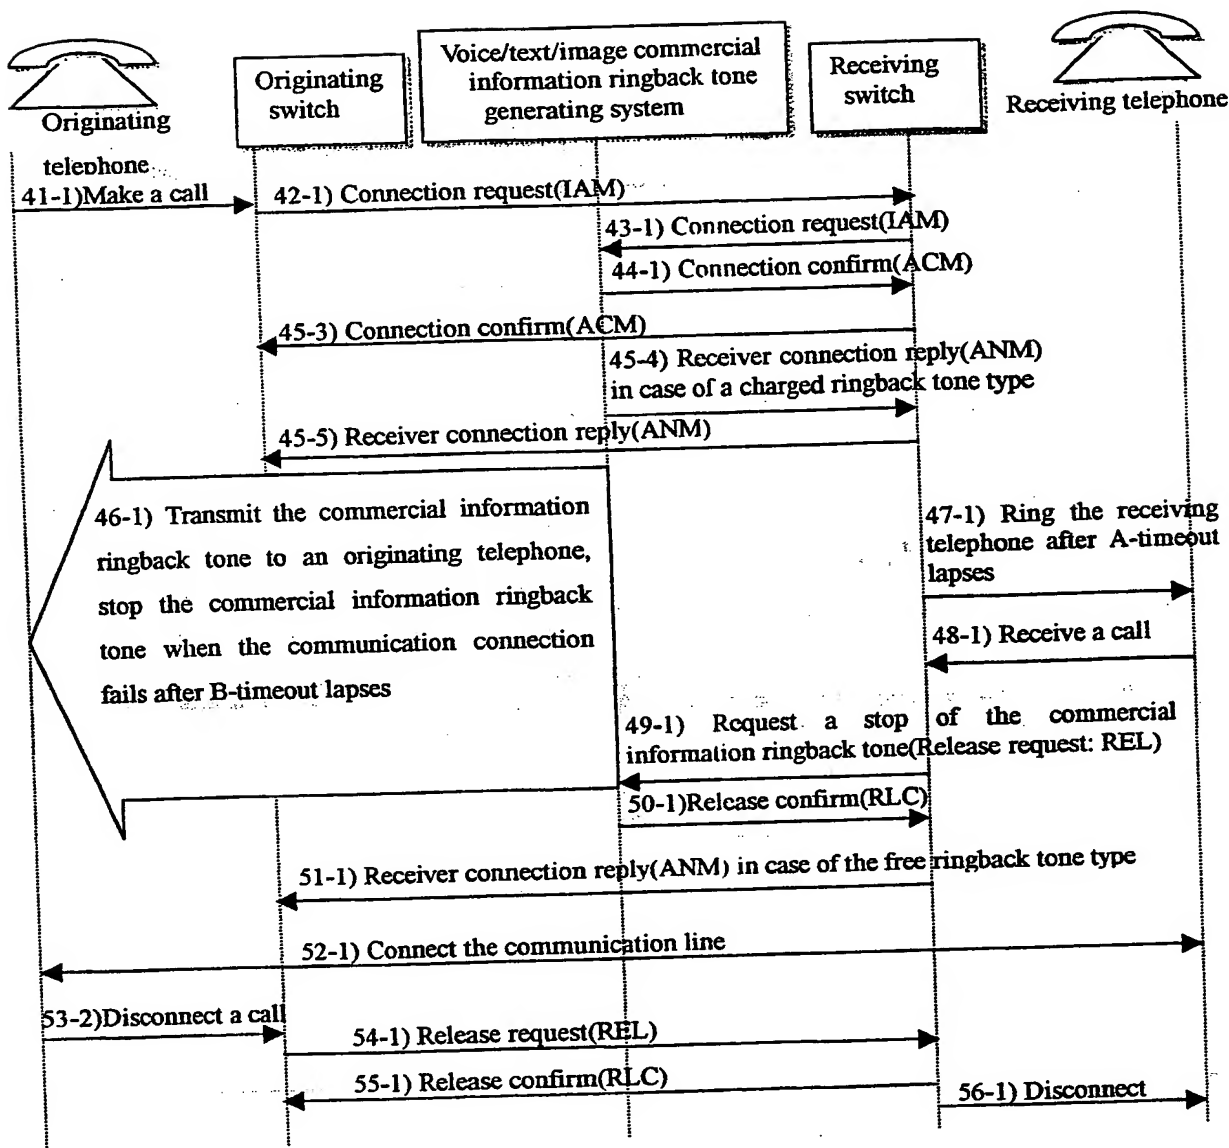 Originating
telephone
Originating
switch
Voice/text/image commercial
information ringback tone
generating system
Receiving
switch
Receiving telephone
41-1)Make a call
42-1) Connection request(IAM)
43-1) Connection request(IAM)
44-1) Connection confirm(ACM)
45-3) Connection confirm(ACM)
45-4) Receiver connection reply(ANM)
in case of a charged ringback tone type
45-5) Receiver connection reply(ANM)
46-1) Transmit the commercial information
ringback tone to an originating telephone,
stop the commercial information ringback
tone when the communication connection
fails after B-timeout lapses
47-1) Ring the receiving
telephone after A-timeout
lapses
48-1) Receive a call
49-1) Request a stop of the commercial
information ringback tone(Release request: REL)
50-1)Release confirm(RLC)
51-1) Receiver connection reply(ANM) in case of the free ringback tone type
52-1) Connect the communication line
53-2)Disconnect a call
54-1) Release request(REL)
55-1) Release confirm(RLC)
56-1) Disconnect